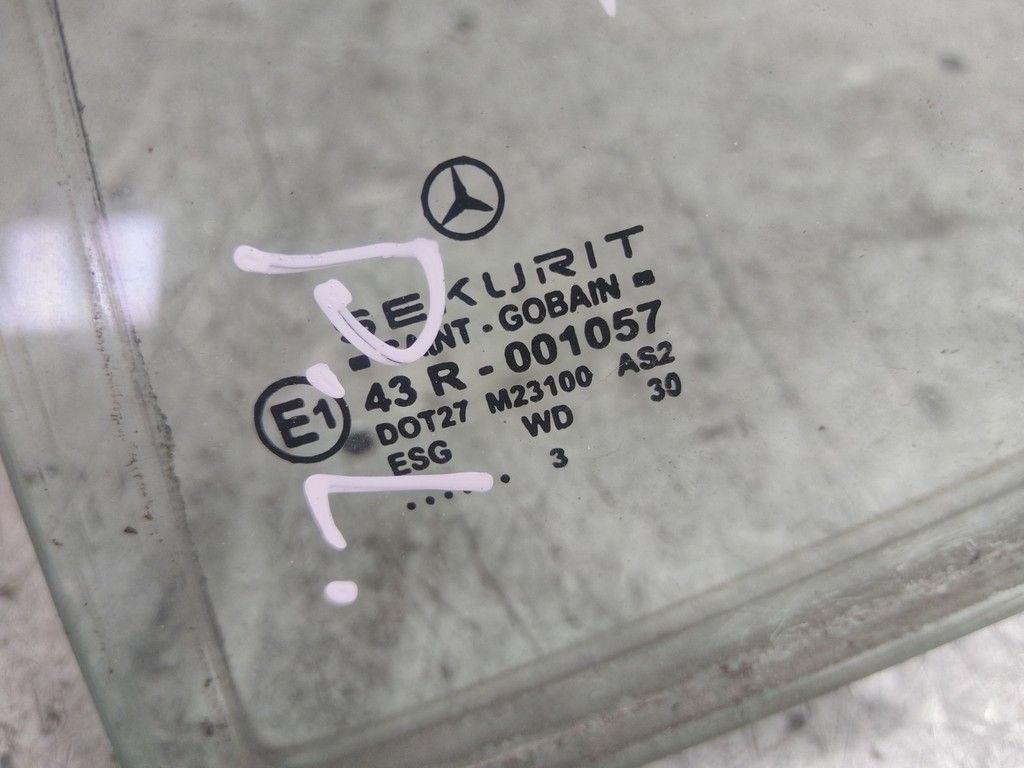 SEKURIT
SAINT - GOBAIN
E1 43 R - 001057
DOT27 M23100 AS2
ESG WD 30
...... 3